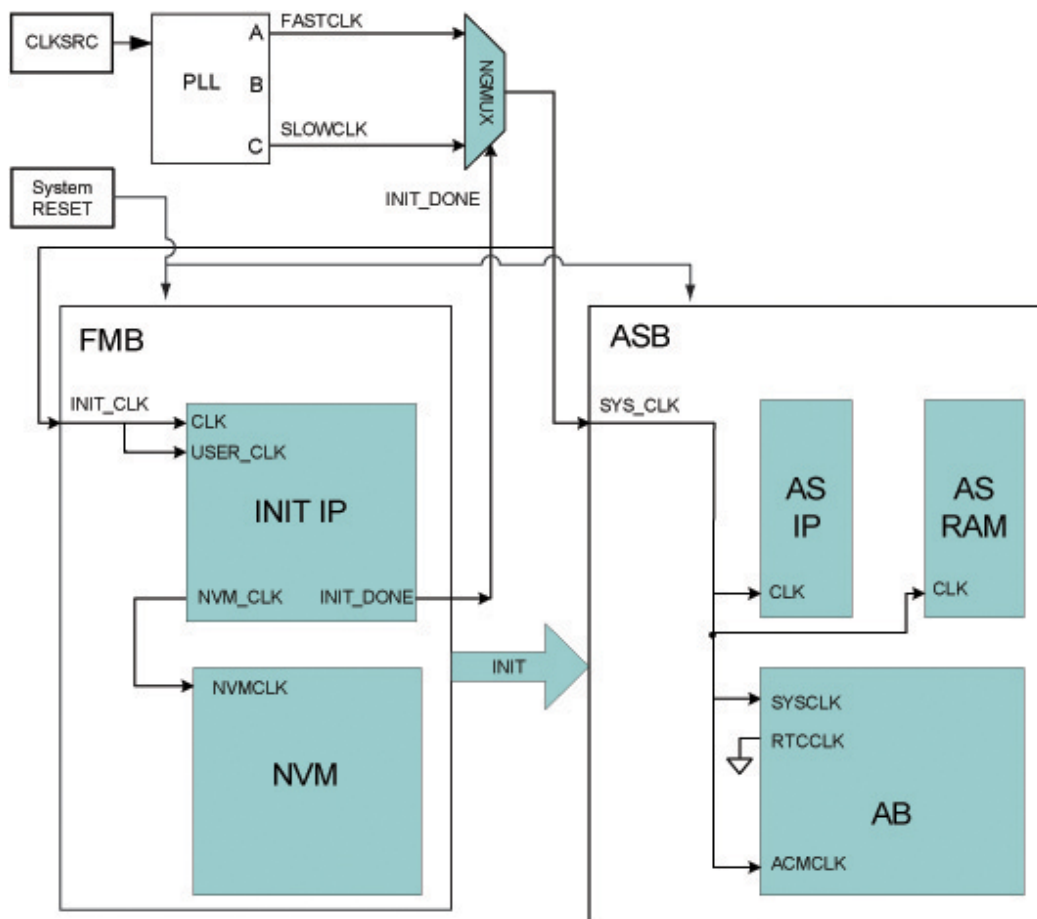 CLKSRC
PLL
A
B
C
FASTCLK
SLOWCLK
NGMUX
System
RESET
INIT_DONE
FMB
INIT_CLK
CLK
USER_CLK
INIT IP
NVM_CLK
INIT_DONE
NVMCLK
NVM
INIT
ASB
SYS_CLK
AS
IP
CLK
AS
RAM
CLK
SYSCLK
RTCCLK
AB
ACMCLK